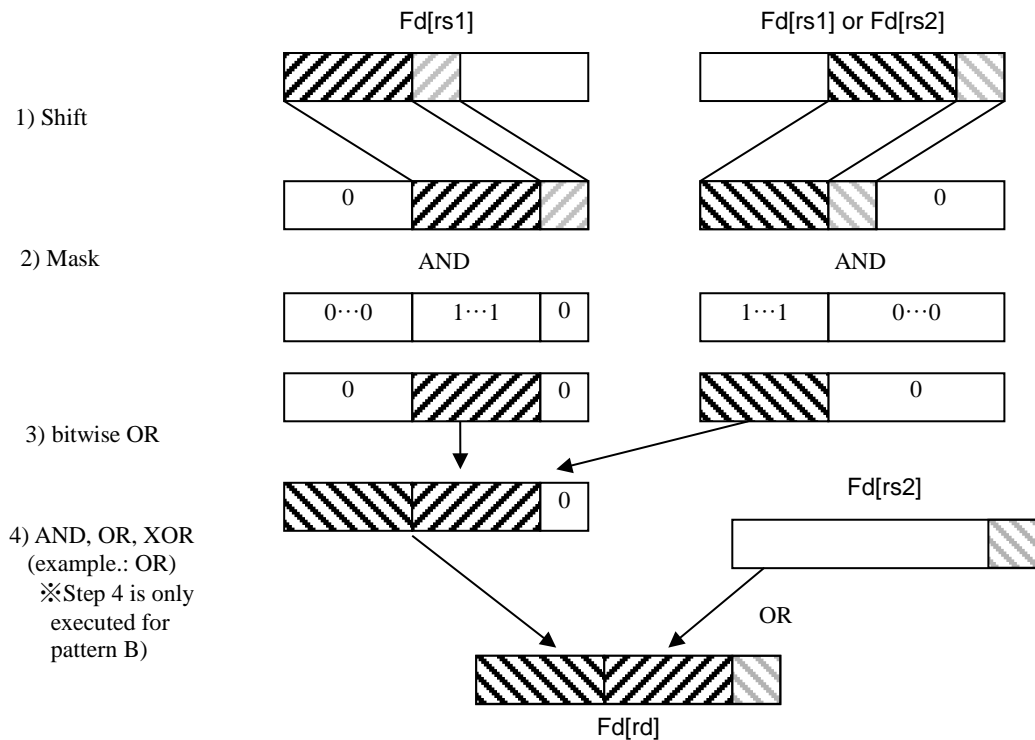 Fd[rs1]
Fd[rs1] or Fd[rs2]
1) Shift
0
0
2) Mask
AND
AND
0⋯0
1⋯1
0
1⋯1
0⋯0
0
0
0
3) bitwise OR
0
Fd[rs2]
4) AND, OR, XOR
(example.: OR)
※Step 4 is only
executed for
pattern B)
OR
Fd[rd]